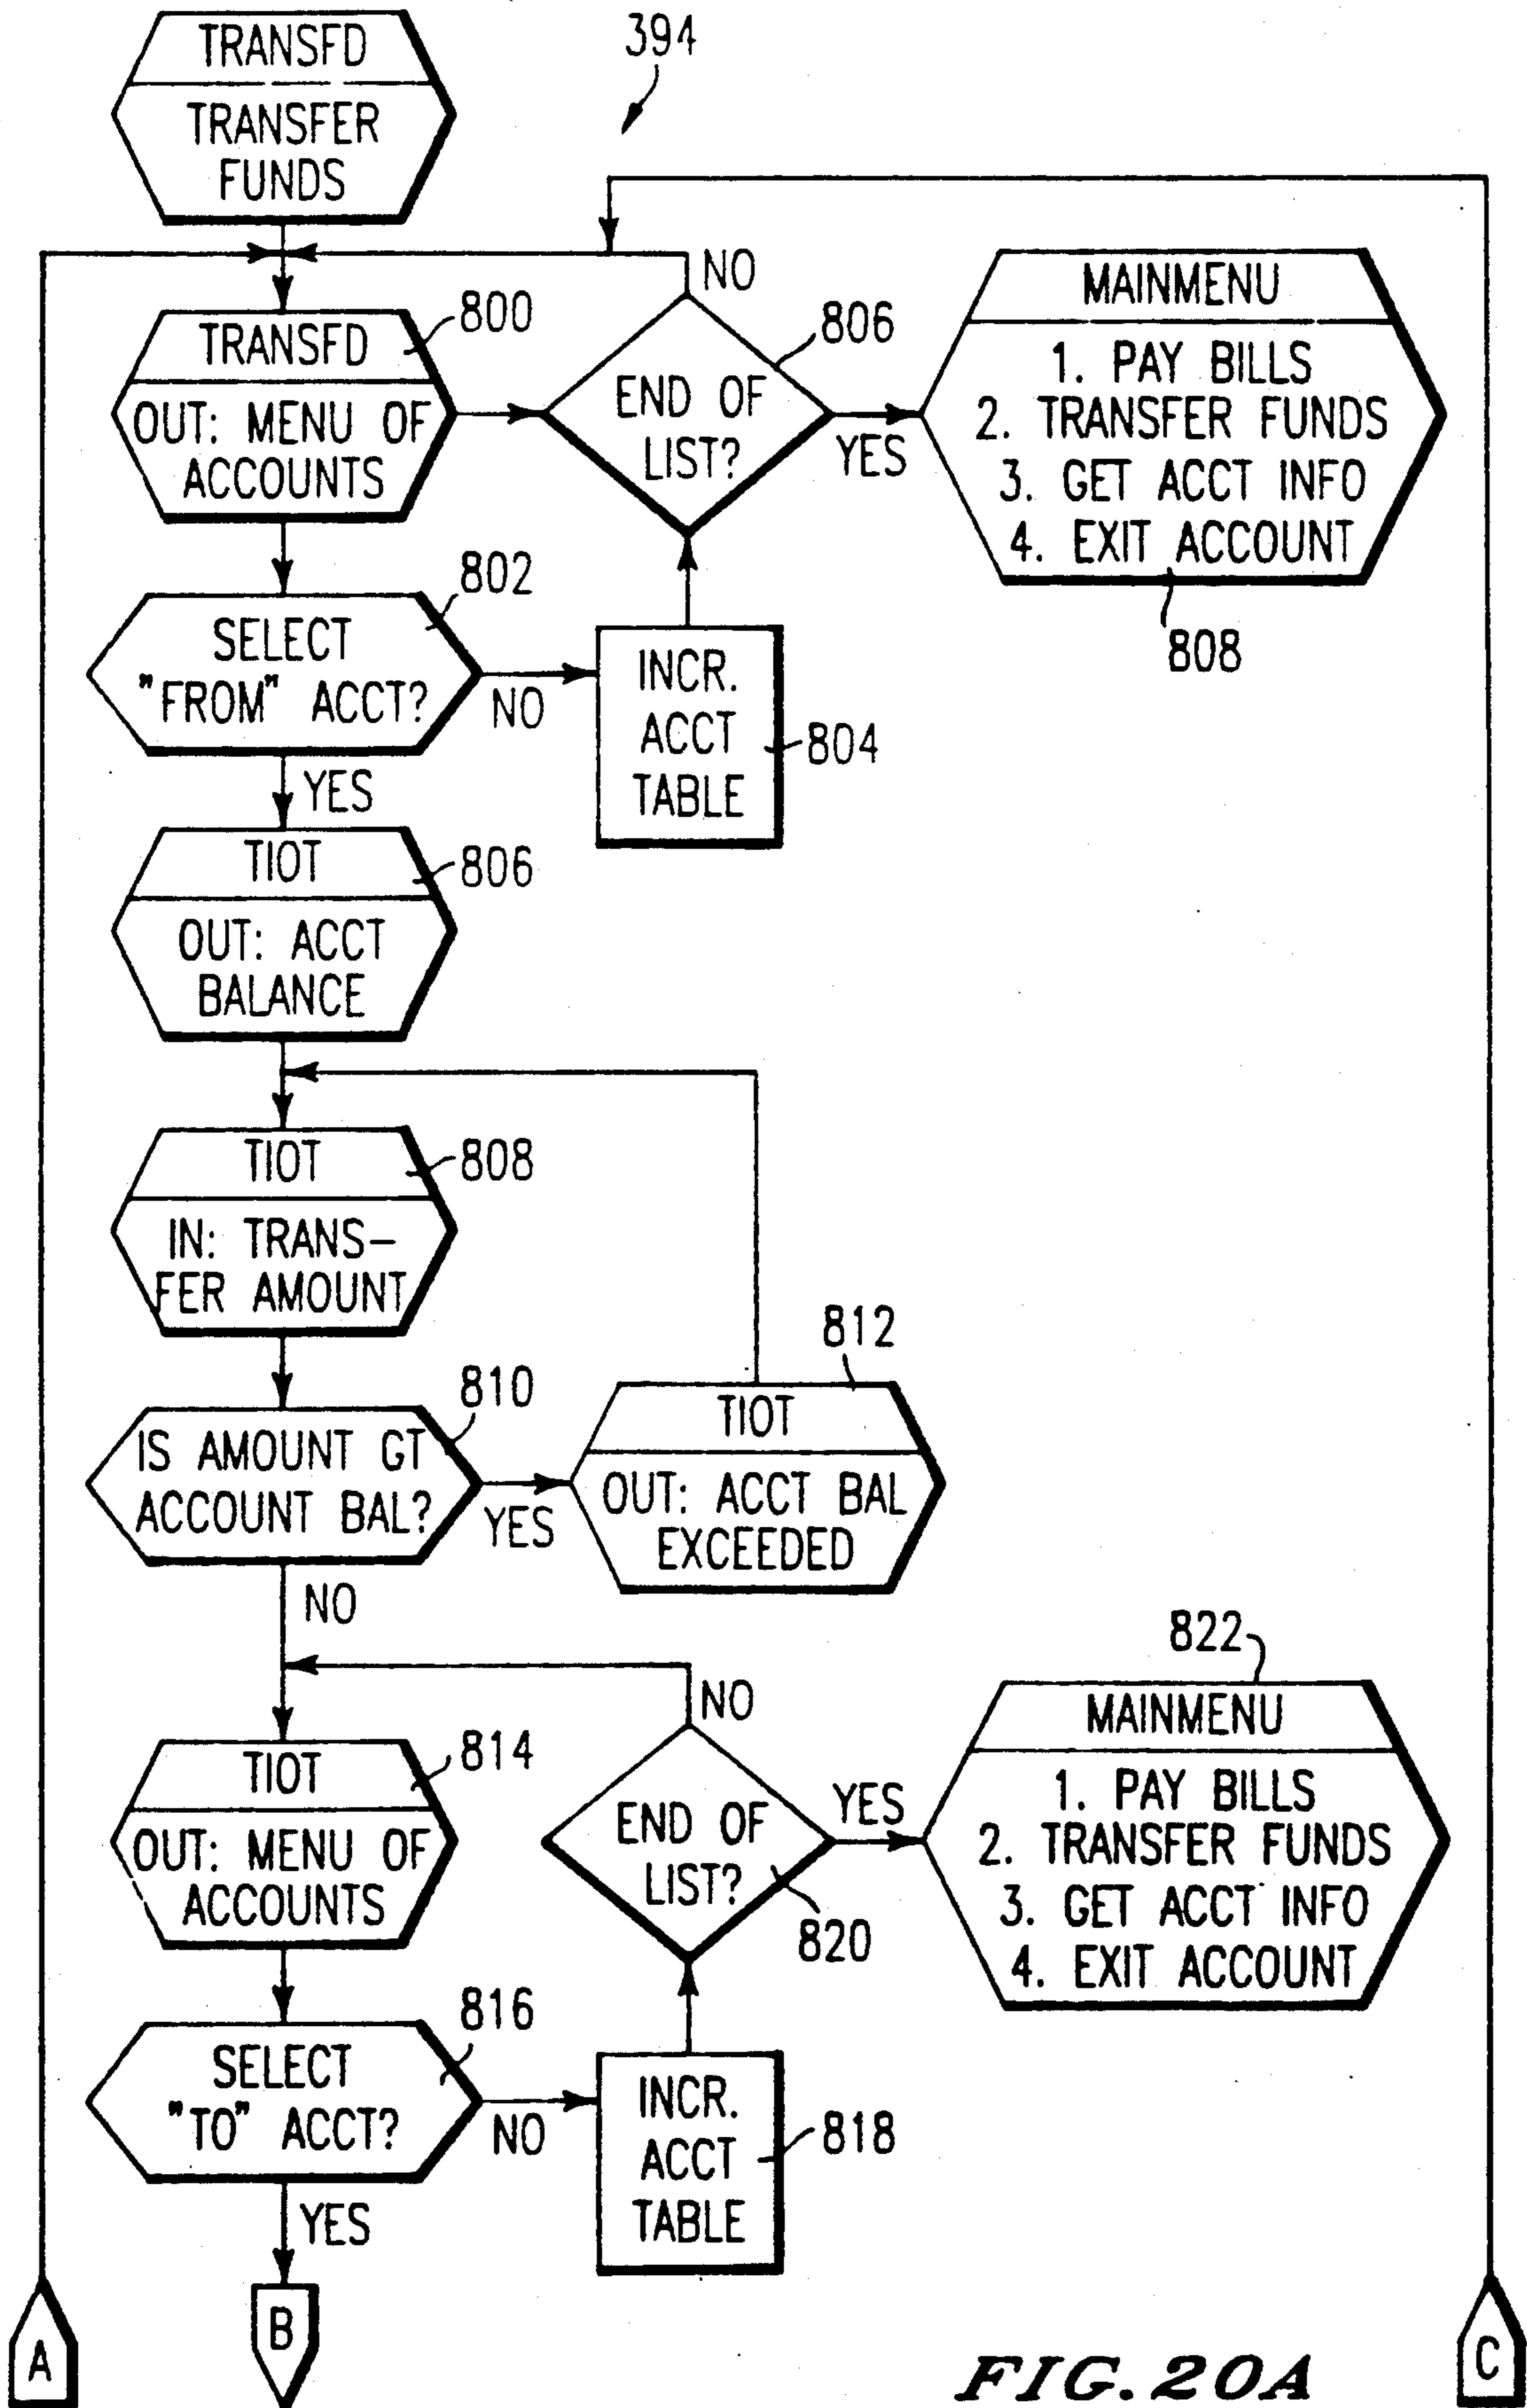 TRANSFD
TRANSFER
FUNDS
394
TRANSFD
OUT: MENU OF
ACCOUNTS
800
NO
END OF
LIST?
806
YES
MAINMENU
1. PAY BILLS
2. TRANSFER FUNDS
3. GET ACCT INFO
4. EXIT ACCOUNT
808
SELECT
"FROM" ACCT?
802
NO
INCR.
ACCT
TABLE
804
YES
TIOT
OUT: ACCT
BALANCE
806
TIOT
IN: TRANS-
FER AMOUNT
808
IS AMOUNT GT
ACCOUNT BAL?
810
YES
TIOT
OUT: ACCT BAL
EXCEEDED
812
NO
TIOT
OUT: MENU OF
ACCOUNTS
814
NO
END OF
LIST?
820
YES
MAINMENU
1. PAY BILLS
2. TRANSFER FUNDS
3. GET ACCT INFO
4. EXIT ACCOUNT
822
SELECT
"TO" ACCT?
816
NO
INCR.
ACCT
TABLE
818
YES
A
B
C
FIG. 20A